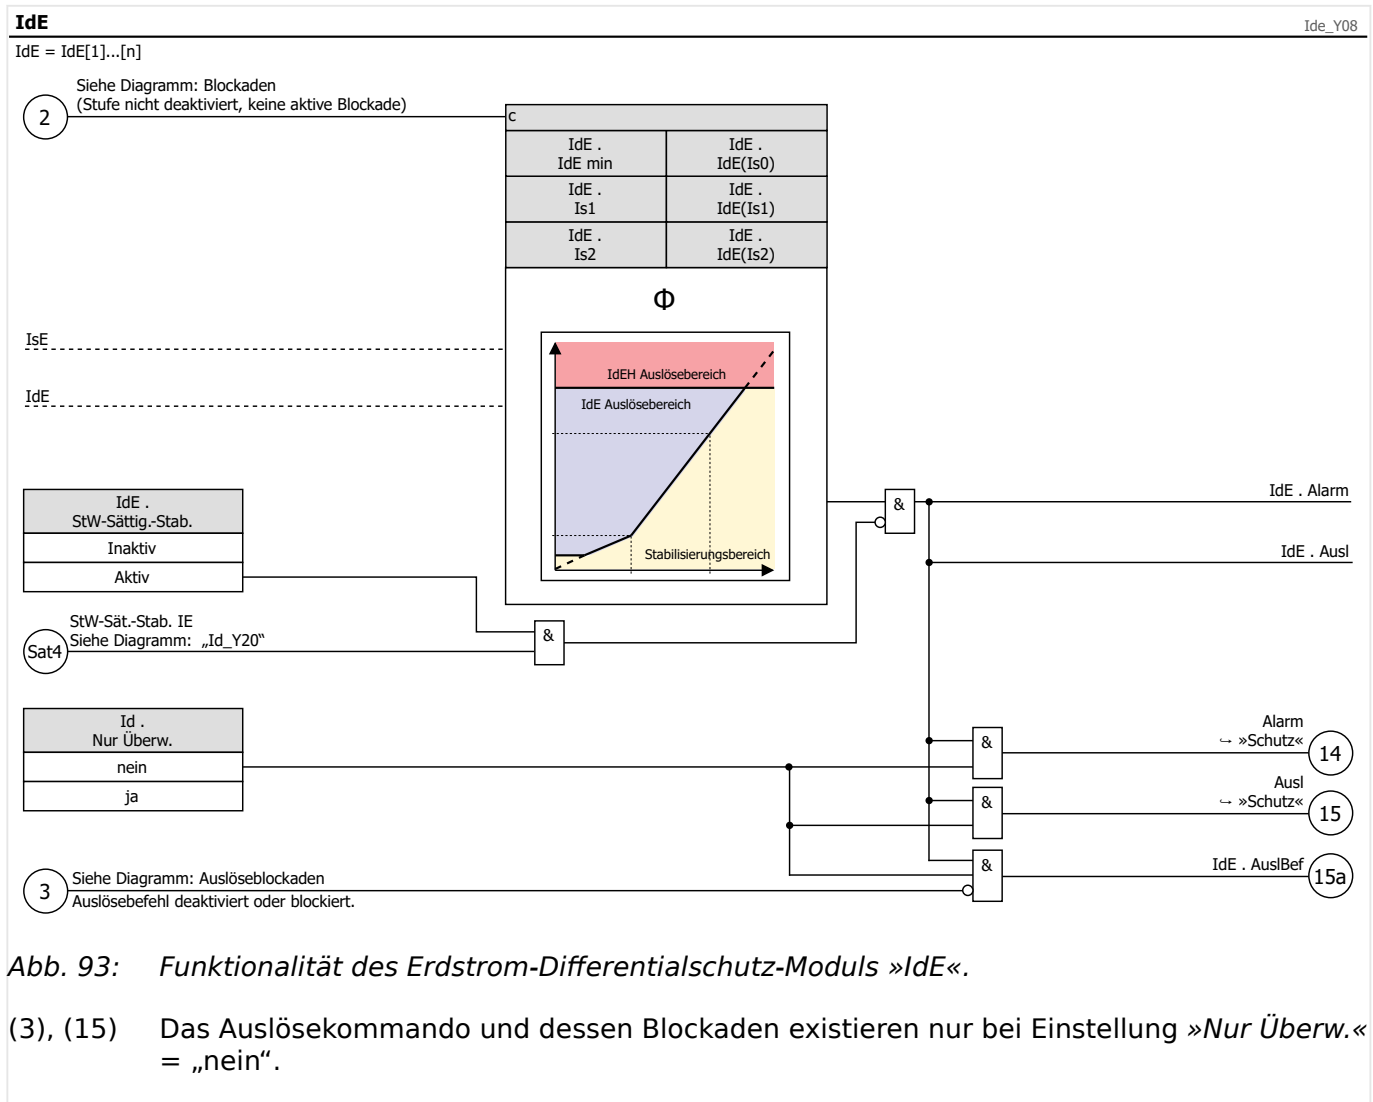 IdE
Ide_Y08
IdE = IdE[1]...[n]
Siehe Diagramm: Blockaden
(Stufe nicht deaktiviert, keine aktive Blockade)
2
c
IdE .
IdE min
IdE .
IdE(Is0)
IdE .
Is1
IdE .
IdE(Is1)
IdE .
Is2
IdE .
IdE(Is2)
Φ
IsE
IdE
IdEH Auslösebereich
IdE Auslösebereich
Stabilisierungsbereich
IdE .
StW-Sättig.-Stab.
Inaktiv
Aktiv
&
IdE . Alarm
IdE . Ausl
StW-Sät.-Stab. IE
Siehe Diagramm: „Id_Y20“
Sat4
&
Id .
Nur Überw.
nein
ja
&
Alarm
↪ »Schutz«
14
&
Ausl
↪ »Schutz«
15
&
IdE . AuslBef
15a
3
Siehe Diagramm: Auslöseblockaden
Auslösebefehl deaktiviert oder blockiert.
Abb. 93: Funktionalität des Erdstrom-Differentialschutz-Moduls »IdE«.
(3), (15) Das Auslösekommando und dessen Blockaden existieren nur bei Einstellung »Nur Überw.«
= „nein“.